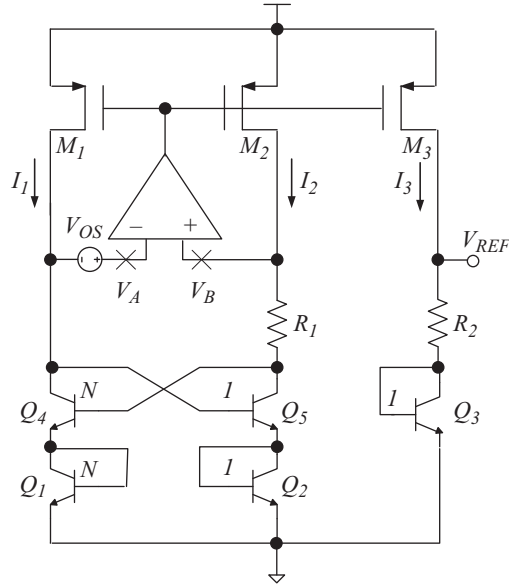 M1 M2 M3
I1 I2 I3
VOS − + VREF
VA VB
R1 R2
N 1 1
Q4 Q5 Q3
N 1
Q1 Q2